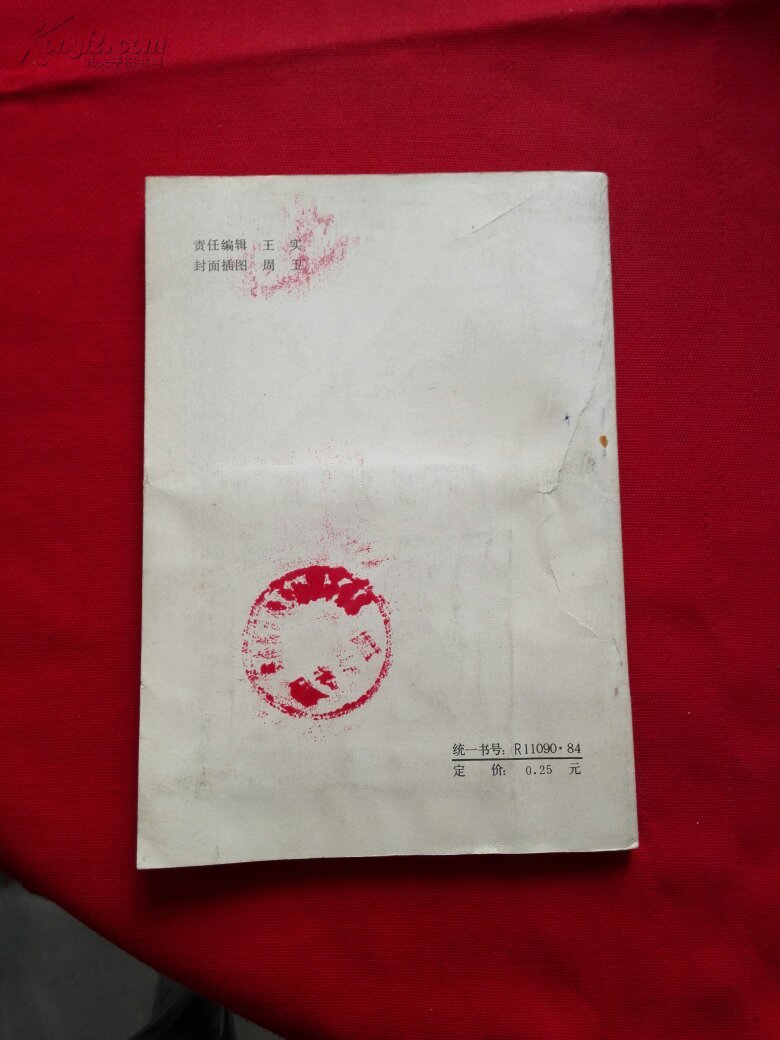 责任编辑 王 实
封面插图 周 卫
统一书号:R11090·84
定 价: 0.25 元